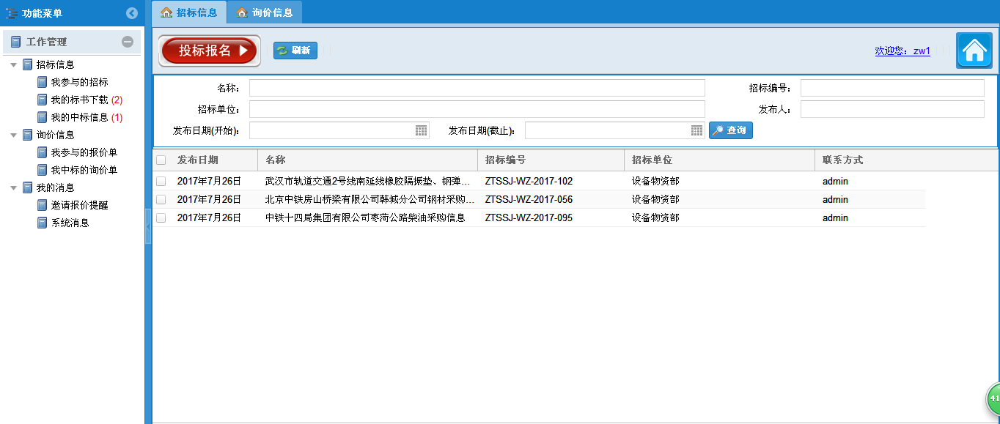 功能菜单
招标信息
询价信息
工作管理
投标报名
刷新
欢迎您：zw1
招标信息
我参与的招标
我的标书下载 (2)
我的中标信息 (1)
询价信息
我参与的报价单
我中标的询价单
我的消息
邀请报价提醒
系统消息
名称：
招标编号：
招标单位：
发布人：
发布日期(开始)：
发布日期(截止)：
查询
发布日期 名称 招标编号 招标单位 联系方式
2017年7月26日 武汉市轨道交通2号线南延线橡胶隔振垫、钢弹... ZTSSJ-WZ-2017-102 设备物资部 admin
2017年7月26日 北京中铁房山桥梁有限公司韩城分公司钢材采购... ZTSSJ-WZ-2017-056 设备物资部 admin
2017年7月26日 中铁十四局集团有限公司枣菏公路柴油采购信息 ZTSSJ-WZ-2017-095 设备物资部 admin
41